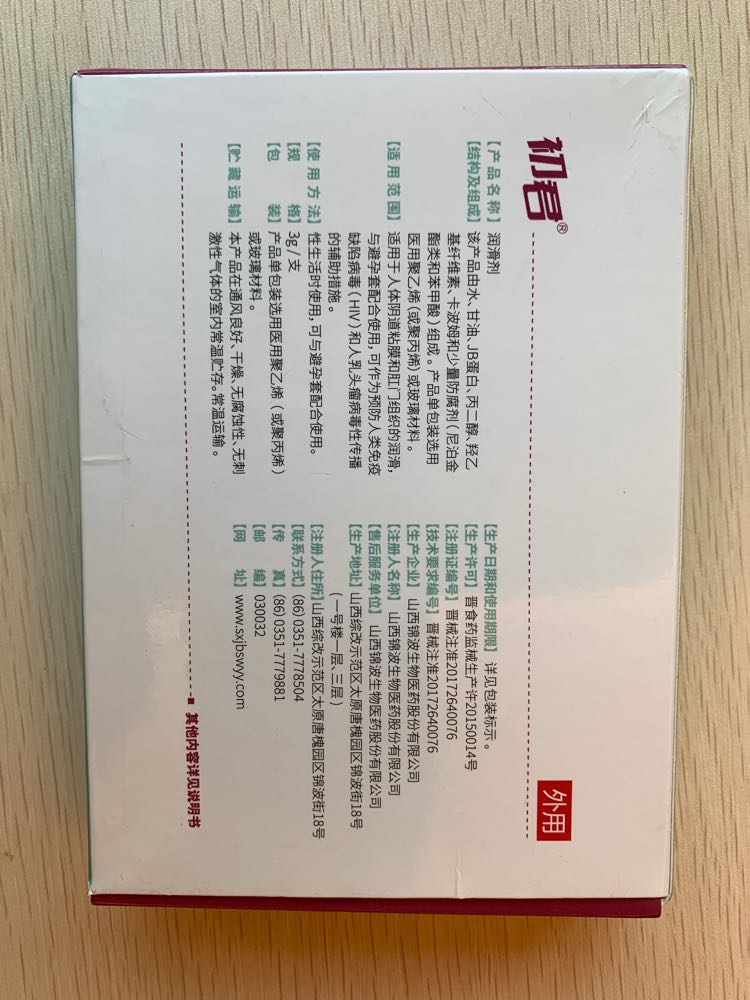 初君®
外用
【产品名称】润滑剂
【结构及组成】该产品由水、甘油、JB蛋白、丙二醇、羟乙
基纤维素、卡波姆和少量防腐剂（尼泊金
酯类和苯甲酸）组成。产品单包装选用
医用聚乙烯（或聚丙烯）或玻璃材料。
【适用范围】适用于人体阴道粘膜和肛门组织的润滑，
与避孕套配合使用，可作为预防人类免疫
缺陷病毒（HIV）和人乳头瘤病毒性传播
的辅助措施。
【使用方法】性生活时使用，可与避孕套配合使用。
【规格】3g/支
【包装】产品单包装选用医用聚乙烯（或聚丙烯）
或玻璃材料。
【贮藏运输】本产品在通风良好、干燥、无腐蚀性、无刺
激性气体的室内常温贮存。常温运输。
【生产日期和使用期限】详见包装标示。
【生产许可】晋食药监械生产许20150014号
【注册证编号】晋械注准20172640076
【技术要求编号】晋械注准20172640076
【生产企业】山西锦波生物医药股份有限公司
【注册人名称】山西锦波生物医药股份有限公司
【售后服务单位】山西锦波生物医药股份有限公司
【生产地址】山西综改示范区太原唐槐园区锦波街18号
（一号楼一层、三层）
【注册人住所】山西综改示范区太原唐槐园区锦波街18号
【联系方式】(86)0351-7778504
【传真】(86)0351-7779881
【邮编】030032
【网址】www.sxjbswyy.com
■ 其他内容详见说明书